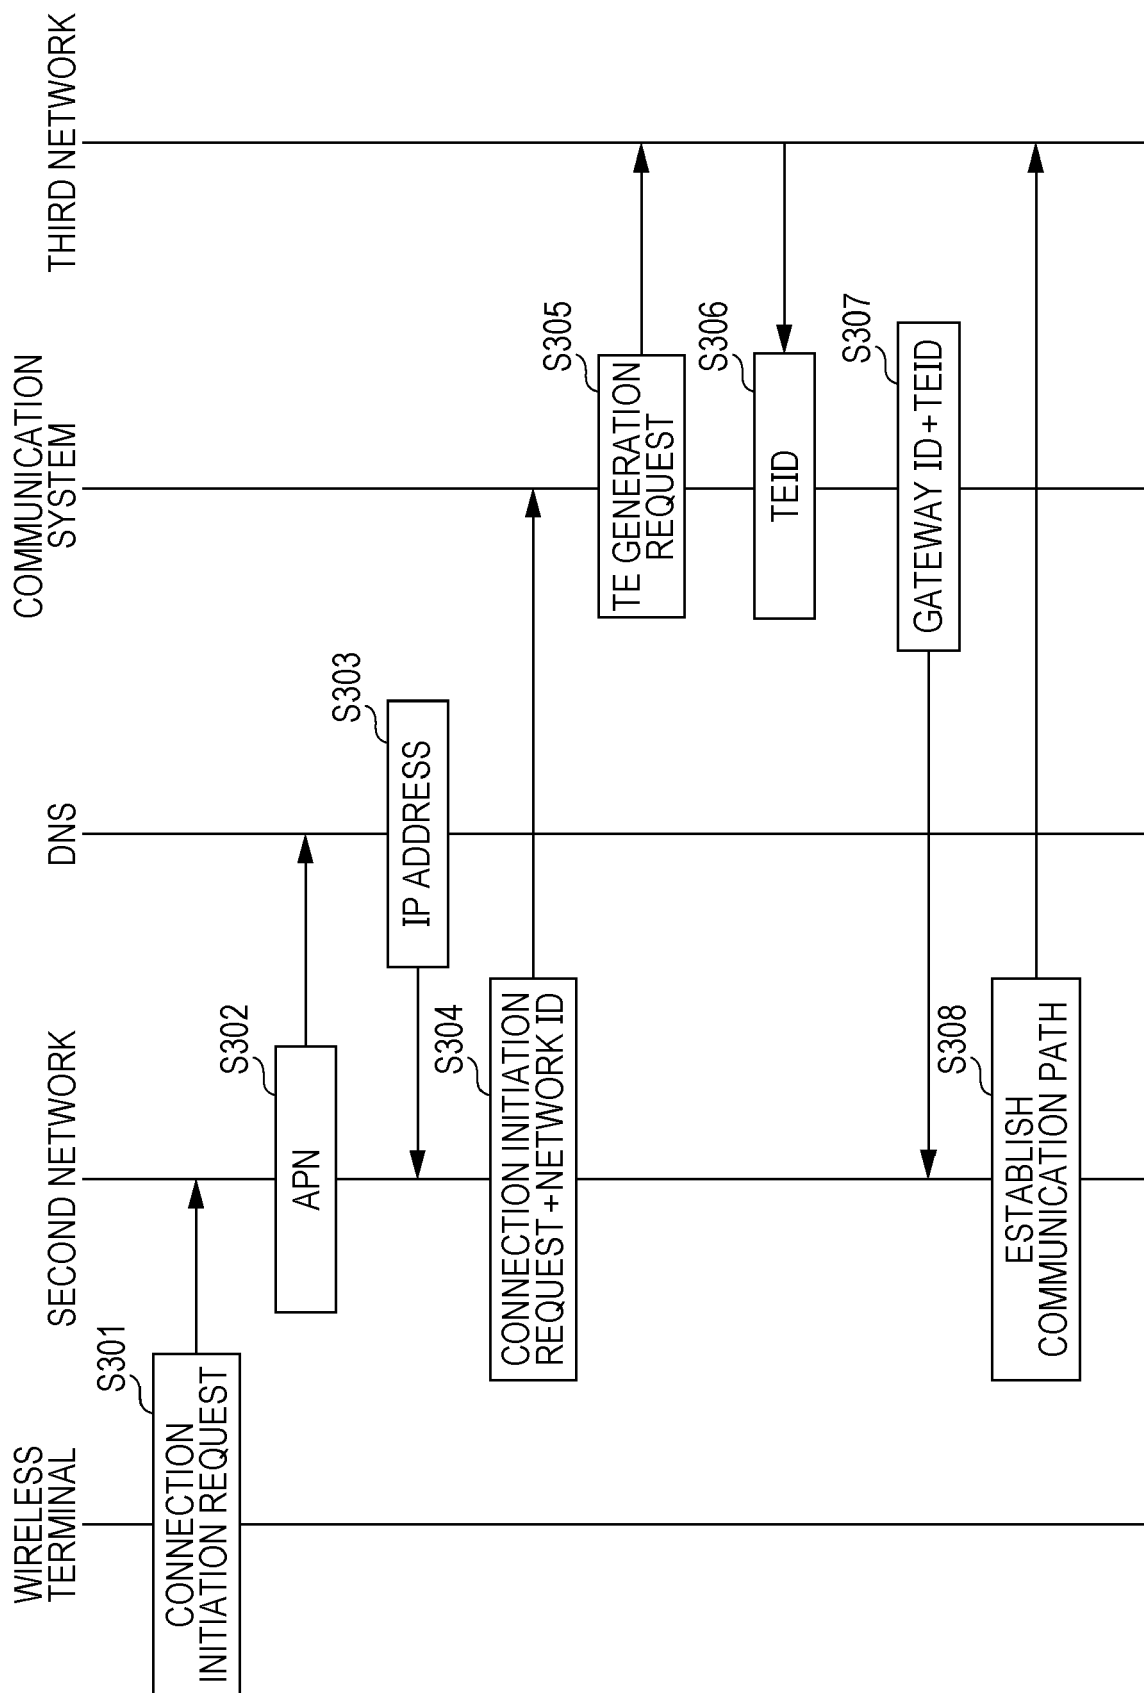 WIRELESS
TERMINAL
SECOND NETWORK
DNS
COMMUNICATION
SYSTEM
THIRD NETWORK
S301
CONNECTION
INITIATION REQUEST
S302
APN
S303
IP ADDRESS
S304
CONNECTION INITIATION
REQUEST+NETWORK ID
S305
TE GENERATION
REQUEST
S306
TEID
S307
GATEWAY ID+TEID
S308
ESTABLISH
COMMUNICATION PATH